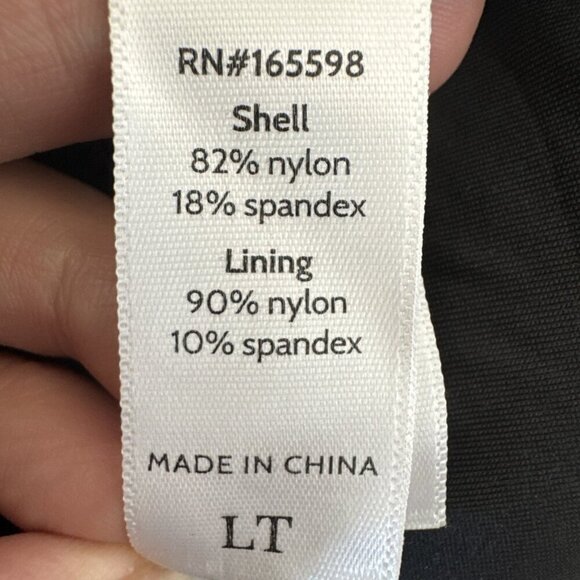 RN#165598
Shell
82% nylon
18% spandex
Lining
90% nylon
10% spandex
MADE IN CHINA
LT